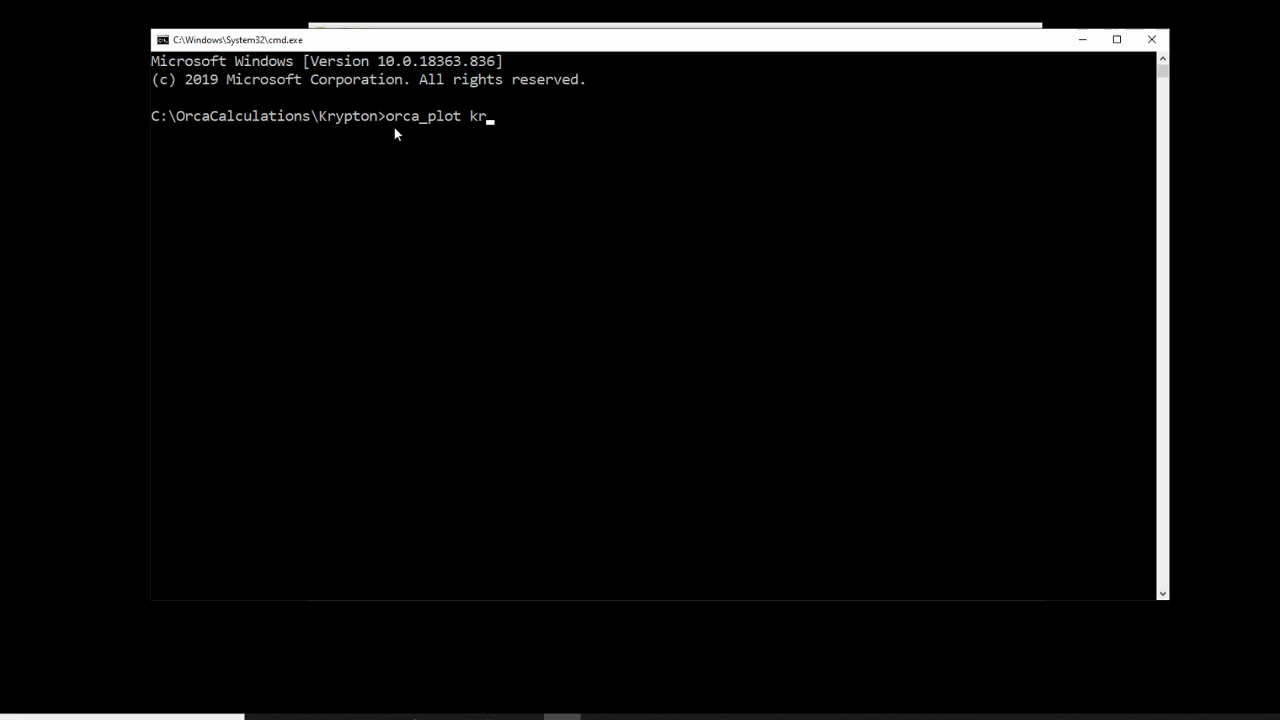 C:\Windows\System32\cmd.exe
Microsoft Windows [Version 10.0.18363.836]
(c) 2019 Microsoft Corporation. All rights reserved.
C:\OrcaCalculations\Krypton>orca_plot kr